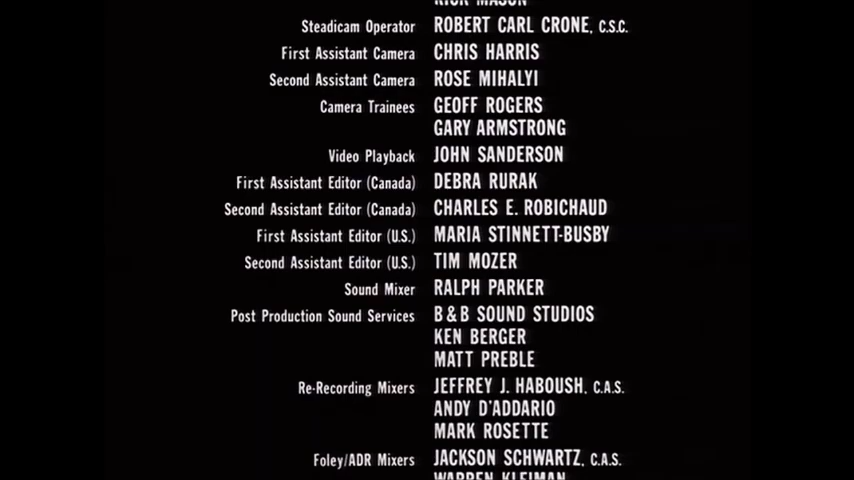 RICK MASON
Steadicam Operator ROBERT CARL CRONE, C.S.C.
First Assistant Camera CHRIS HARRIS
Second Assistant Camera ROSE MIHALYI
Camera Trainees GEOFF ROGERS
GARY ARMSTRONG
Video Playback JOHN SANDERSON
First Assistant Editor (Canada) DEBRA RURAK
Second Assistant Editor (Canada) CHARLES E. ROBICHAUD
First Assistant Editor (U.S.) MARIA STINNETT-BUSBY
Second Assistant Editor (U.S.) TIM MOZER
Sound Mixer RALPH PARKER
Post Production Sound Services B & B SOUND STUDIOS
KEN BERGER
MATT PREBLE
Re-Recording Mixers JEFFREY J. HABOUSH, C.A.S.
ANDY D'ADDARIO
MARK ROSETTE
Foley/ADR Mixers JACKSON SCHWARTZ, C.A.S.
WARREN KLEIMAN